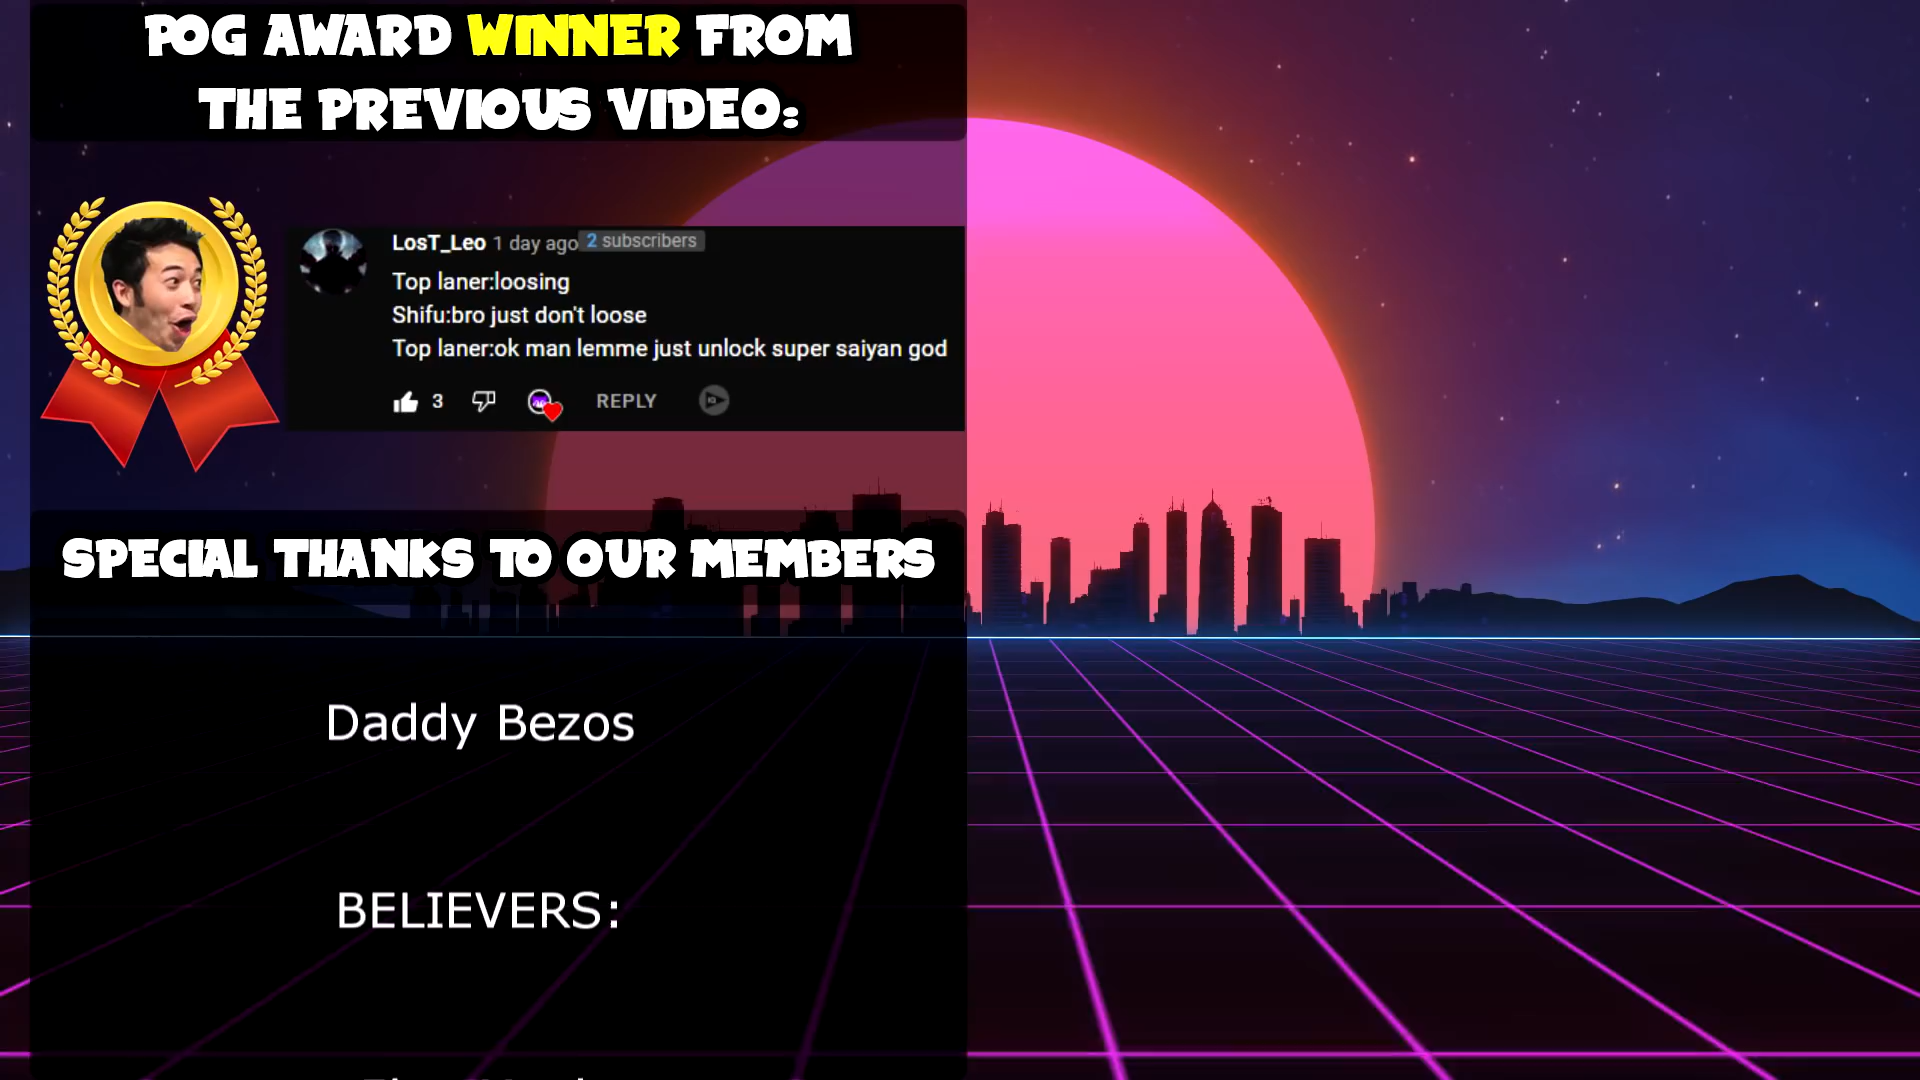 POG AWARD WINNER FROM
THE PREVIOUS VIDEO:
LosT_Leo 1 day ago 2 subscribers
Top laner:loosing
Shifu:bro just don't loose
Top laner:ok man lemme just unlock super saiyan god
3 REPLY
SPECIAL THANKS TO OUR MEMBERS
Daddy Bezos
BELIEVERS: